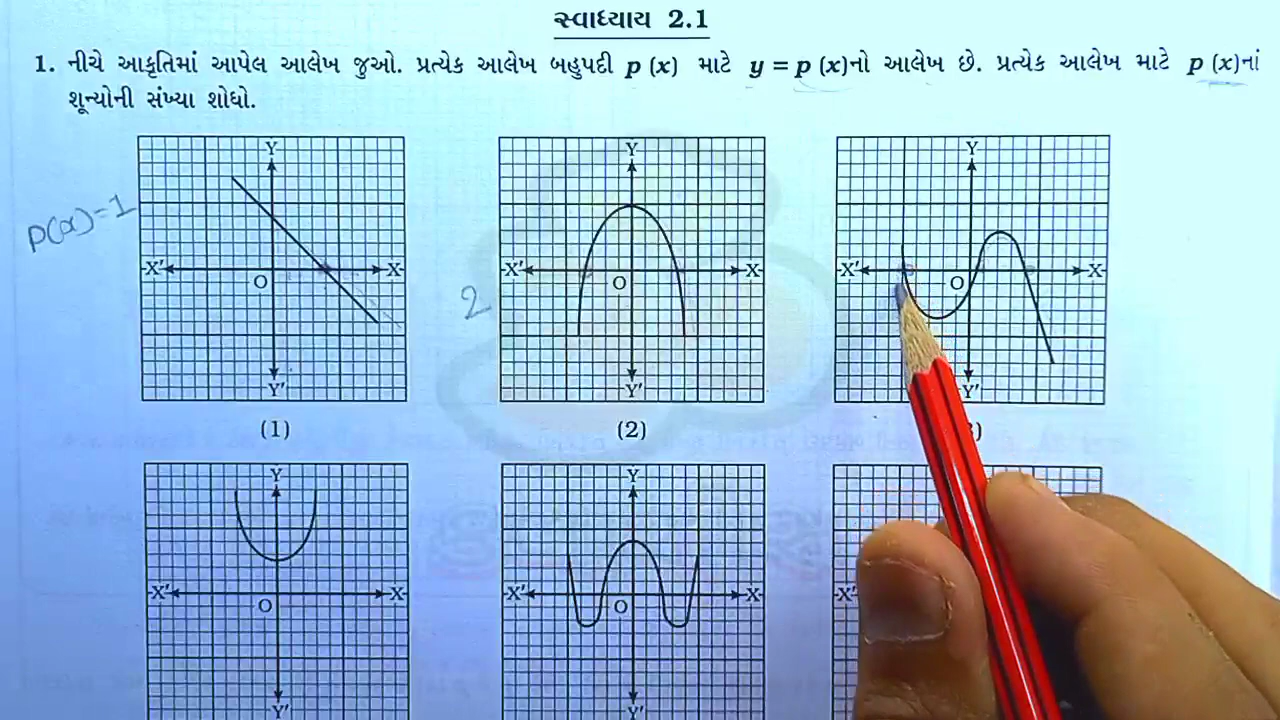 સ્વાધ્યાય 2.1
1. નીચે આકૃતિમાં આપેલ આલેખ જુઓ. પ્રત્યેક આલેખ બહુપદી p (x) માટે y = p (x)નો આલેખ છે. પ્રત્યેક આલેખ માટે p (x)નાં
શૂન્યોની સંખ્યા શોધો.
p(x)=1
Y
X′ O X
Y′
(1)
2
Y
X′ O X
Y′
(2)
Y
X′ O X
Y′
Y
X′ O X
Y′
Y
X′ O X
Y′
X′